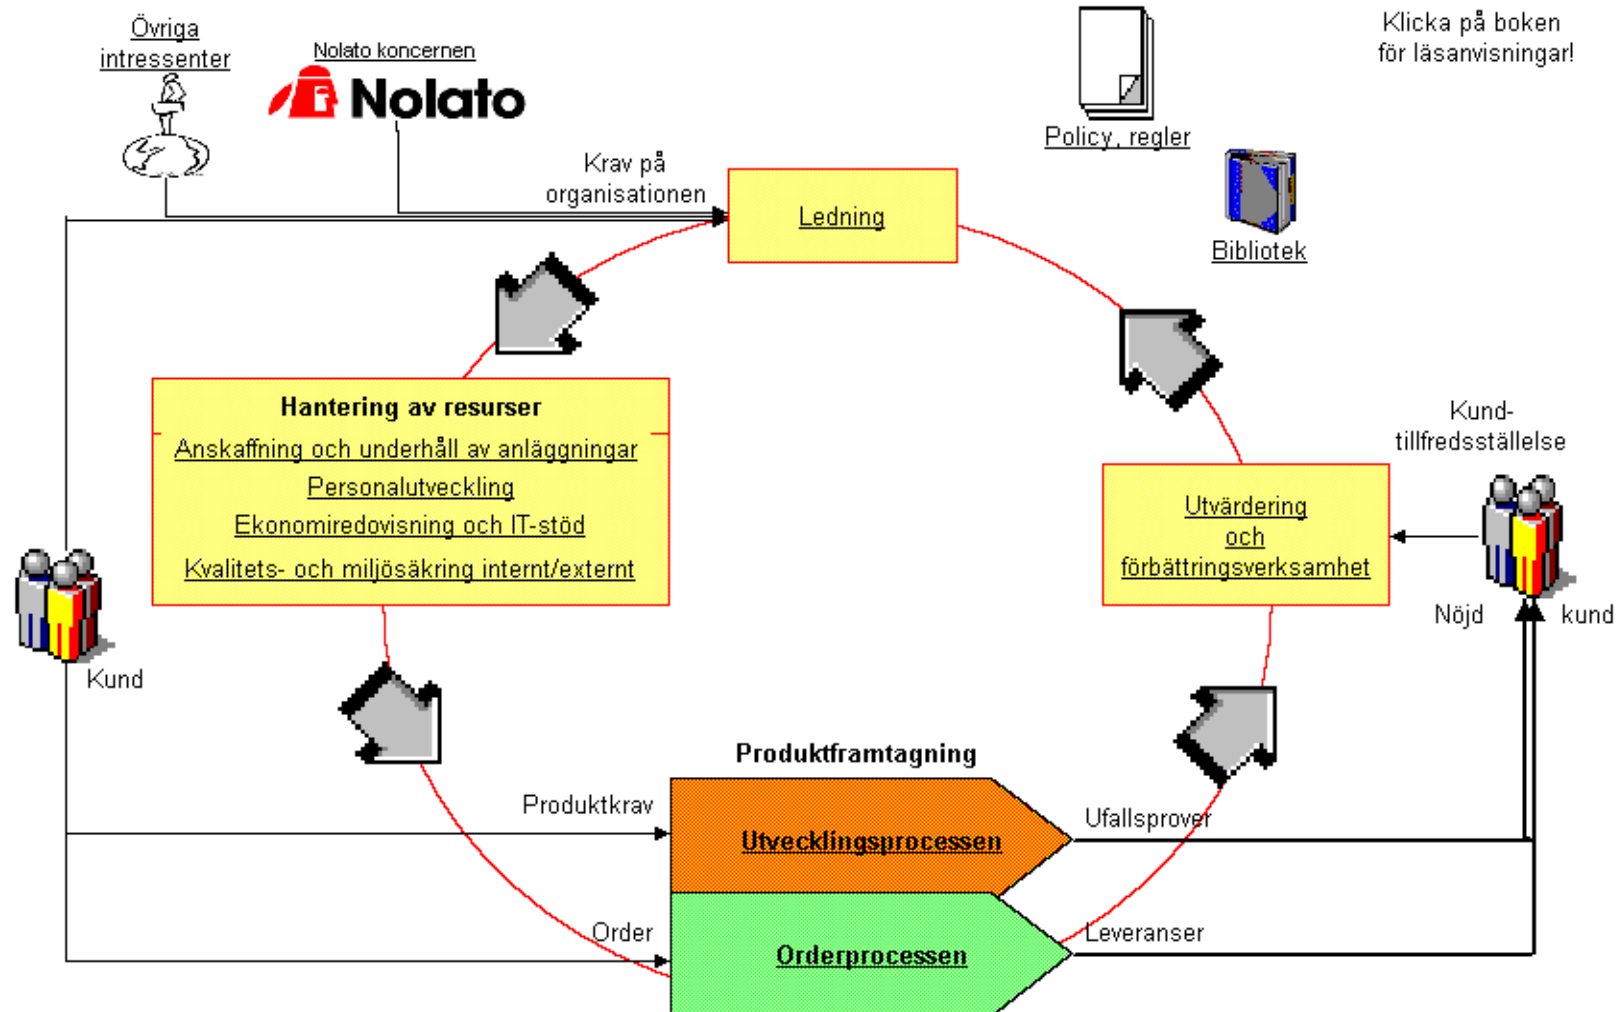 Övriga
intressenter
Nolato koncernen
Nolato
Klicka på boken
för läsanvisningar!
Policy, regler
Bibliotek
Krav på
organisationen
Ledning
Hantering av resurser
Anskaffning och underhåll av anläggningar
Personalutveckling
Ekonomiredovisning och IT-stöd
Kvalitets- och miljösäkring internt/externt
Kund-
tillfredsställelse
Utvärdering
och
förbättringsverksamhet
Nöjd kund
Kund
Produktframtagning
Produktkrav
Utvecklingsprocessen
Ufallsprover
Order
Orderprocessen
Leveranser